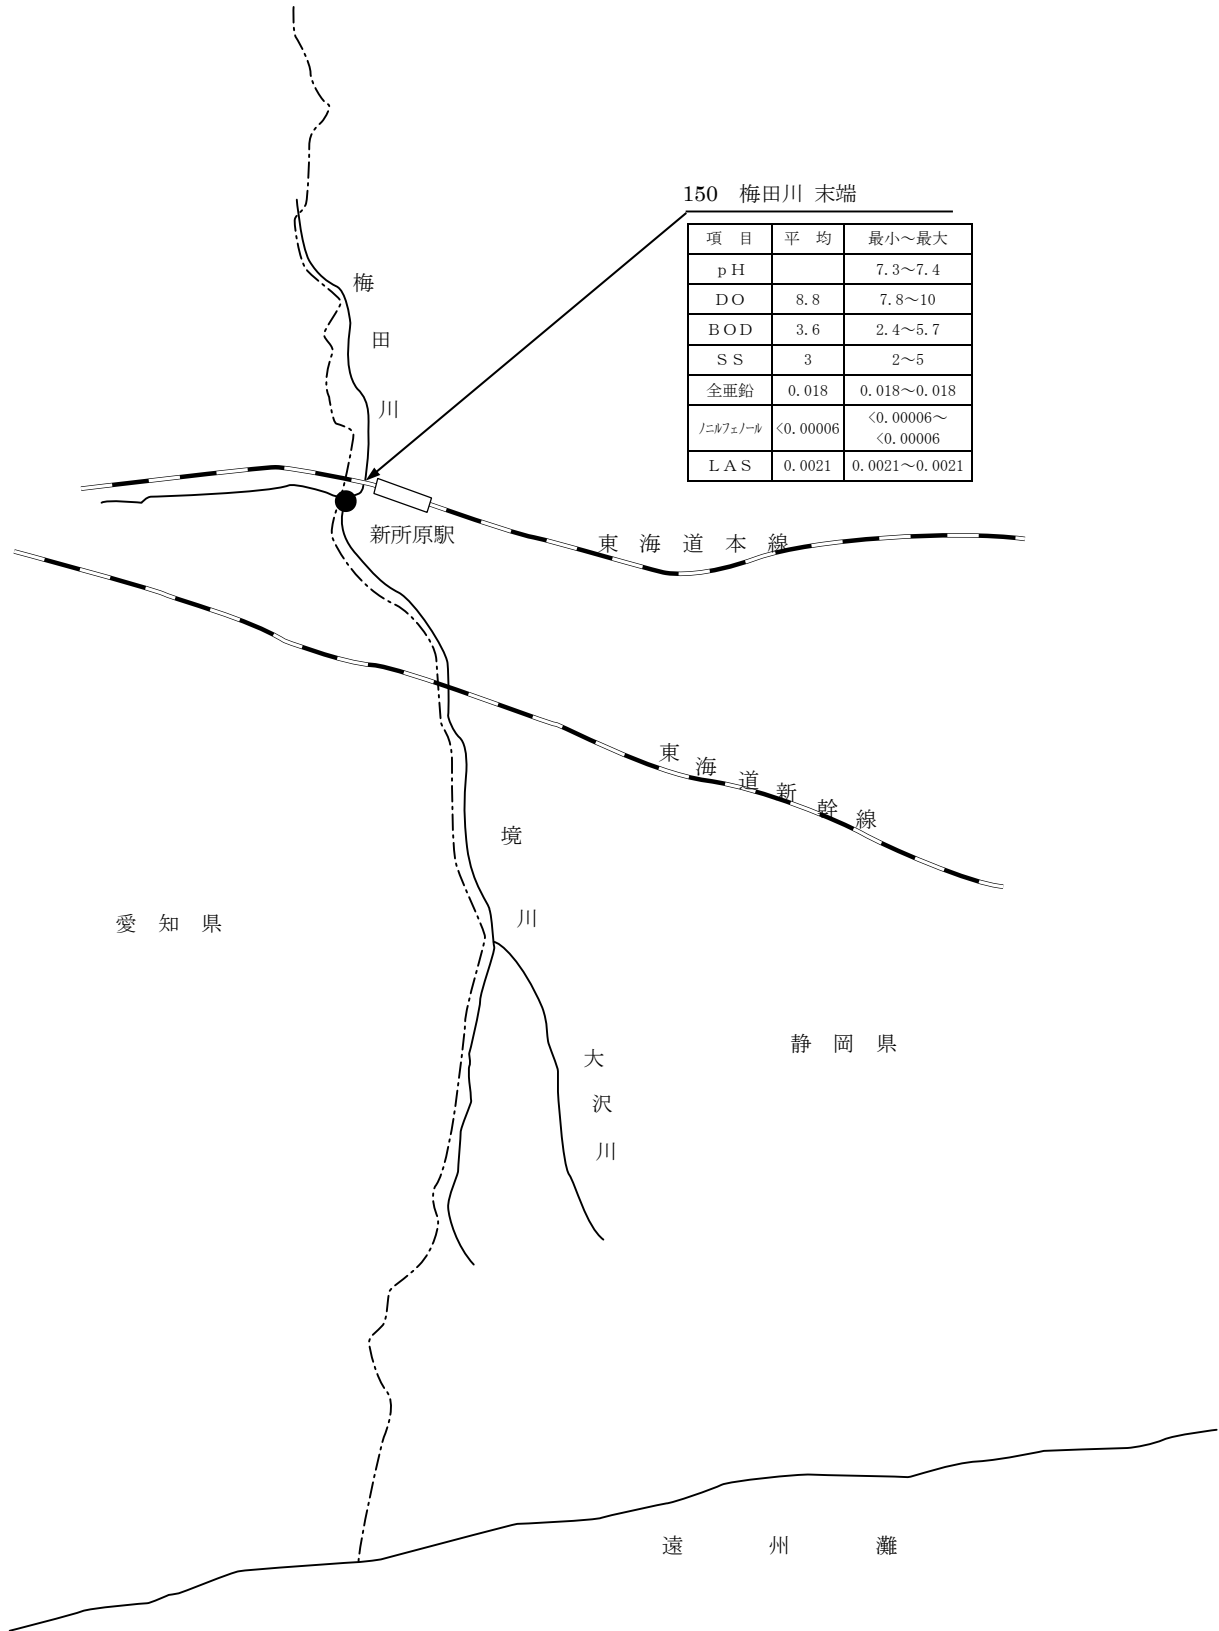 150　梅田川 末端
項　目　平　均　最小～最大
ｐＨ　　7.3～7.4
ＤＯ　8.8　7.8～10
ＢＯＤ　3.6　2.4～5.7
ＳＳ　3　2～5
全亜鉛　0.018　0.018～0.018
ﾉﾆﾙﾌｪﾉｰﾙ　<0.00006　<0.00006～
<0.00006
ＬＡＳ　0.0021　0.0021～0.0021
梅田川
新所原駅
東海道本線
東海道新幹線
境川
愛知県
静岡県
大沢川
遠州灘